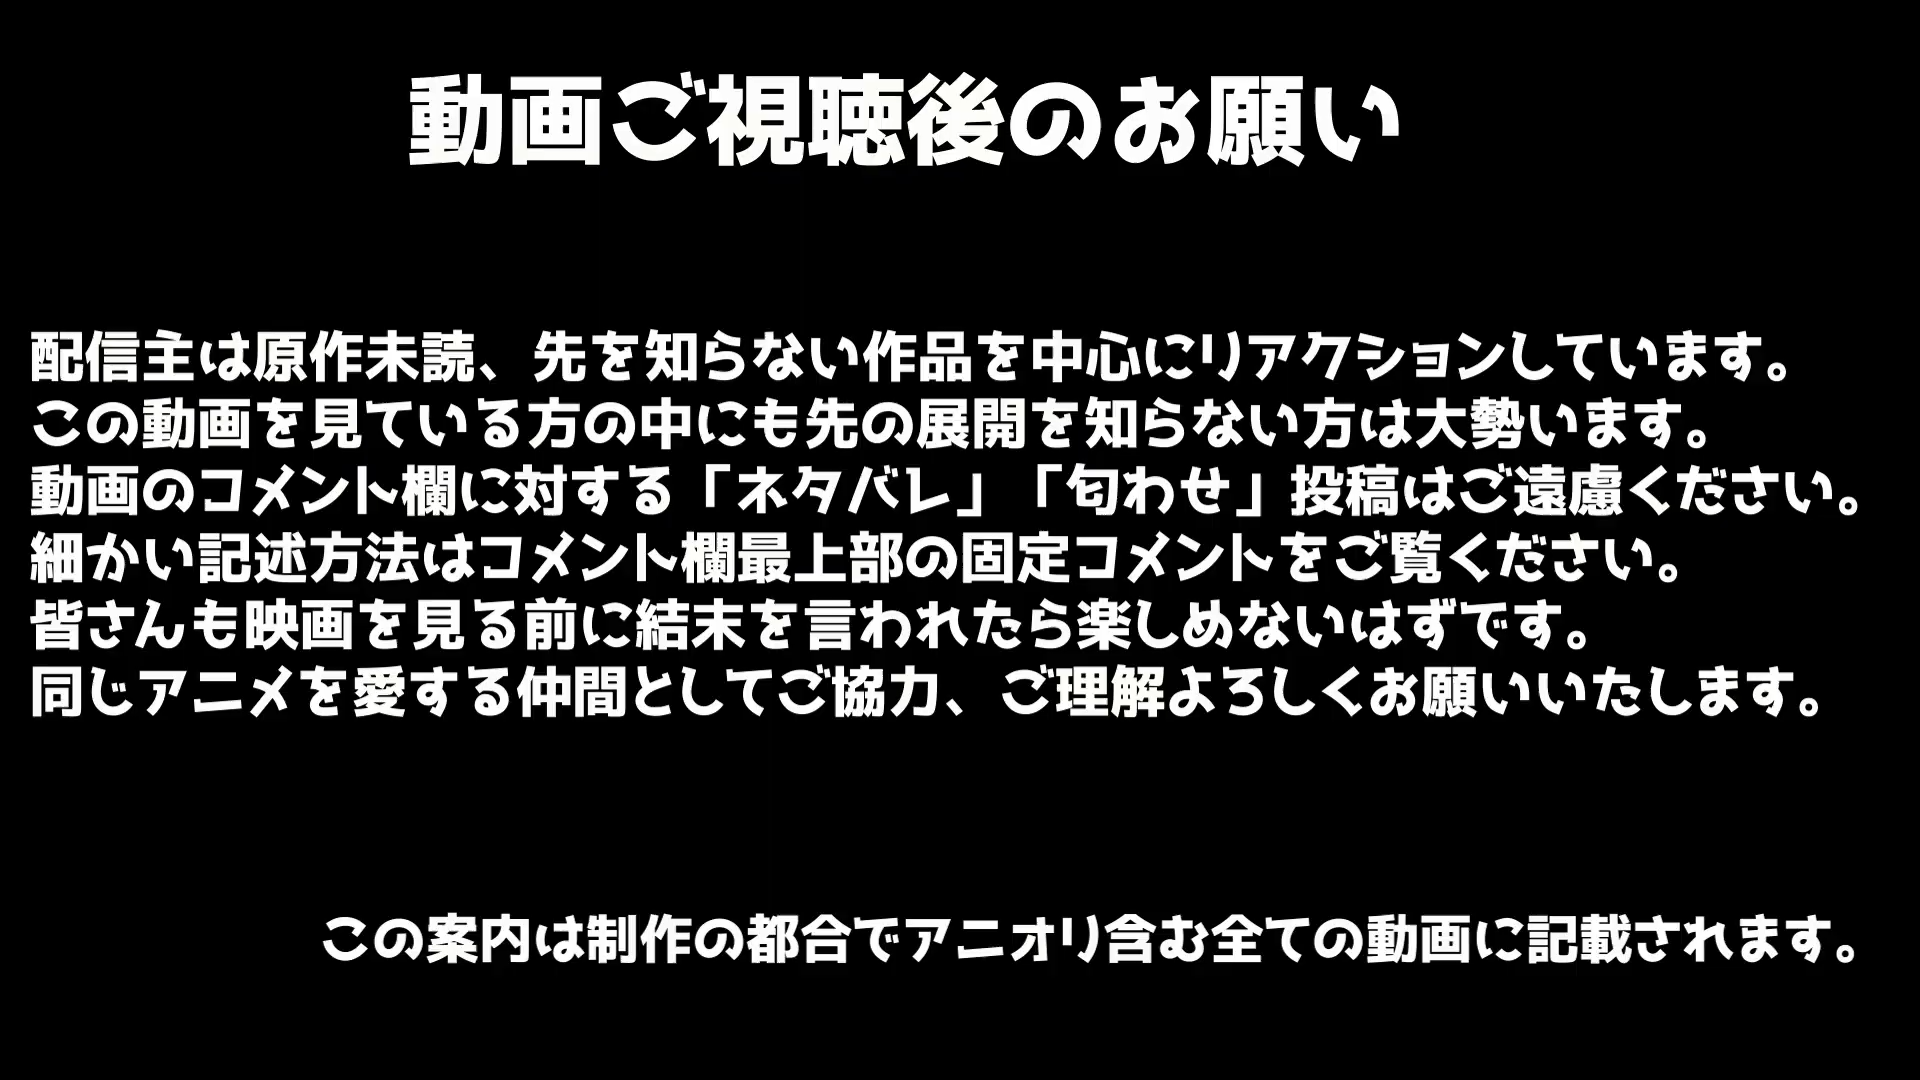 動画ご視聴後のお願い
配信主は原作未読、先を知らない作品を中心にリアクションしています。
この動画を見ている方の中にも先の展開を知らない方は大勢います。
動画のコメント欄に対する「ネタバレ」「匂わせ」投稿はご遠慮ください。
細かい記述方法はコメント欄最上部の固定コメントをご覧ください。
皆さんも映画を見る前に結末を言われたら楽しめないはずです。
同じアニメを愛する仲間としてご協力、ご理解よろしくお願いいたします。
この案内は制作の都合でアニオリ含む全ての動画に記載されます。